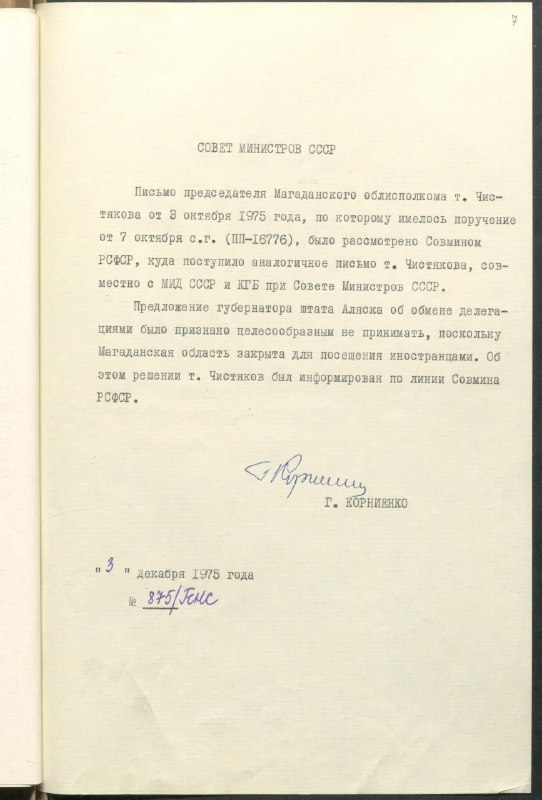 7
СОВЕТ МИНИСТРОВ СССР
Письмо председателя Магаданского облисполкома т. Чис-
тякова от 3 октября 1975 года, по которому имелось поручение
от 7 октября с.г. (ПП-16776), было рассмотрено Совмином
РСФСР, куда поступило аналогичное письмо т. Чистякова, сов-
местно с МИД СССР и КГБ при Совете Министров СССР.
Предложение губернатора штата Аляска об обмене делега-
циями было признано целесообразным не принимать, поскольку
Магаданская область закрыта для посещения иностранцами. Об
этом решении т. Чистяков был информирован по линии Совмина
РСФСР.
Г. КОРНИЕНКО
"3" декабря 1975 года
№ 875/Генс